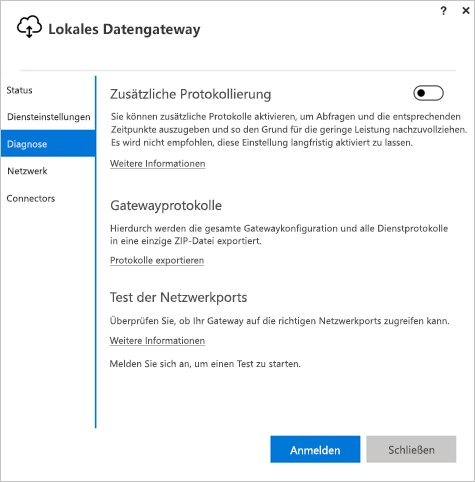 ? ×
Lokales Datengateway
Status
Diensteinstellungen
Diagnose
Netzwerk
Connectors
Zusätzliche Protokollierung
Sie können zusätzliche Protokolle aktivieren, um Abfragen und die entsprechenden
Zeitpunkte auszugeben und so den Grund für die geringe Leistung nachzuvollziehen.
Es wird nicht empfohlen, diese Einstellung langfristig aktiviert zu lassen.
Weitere Informationen
Gatewayprotokolle
Hierdurch werden die gesamte Gatewaykonfiguration und alle Dienstprotokolle
in eine einzige ZIP-Datei exportiert.
Protokolle exportieren
Test der Netzwerkports
Überprüfen Sie, ob Ihr Gateway auf die richtigen Netzwerkports zugreifen kann.
Weitere Informationen
Melden Sie sich an, um einen Test zu starten.
Anmelden
Schließen